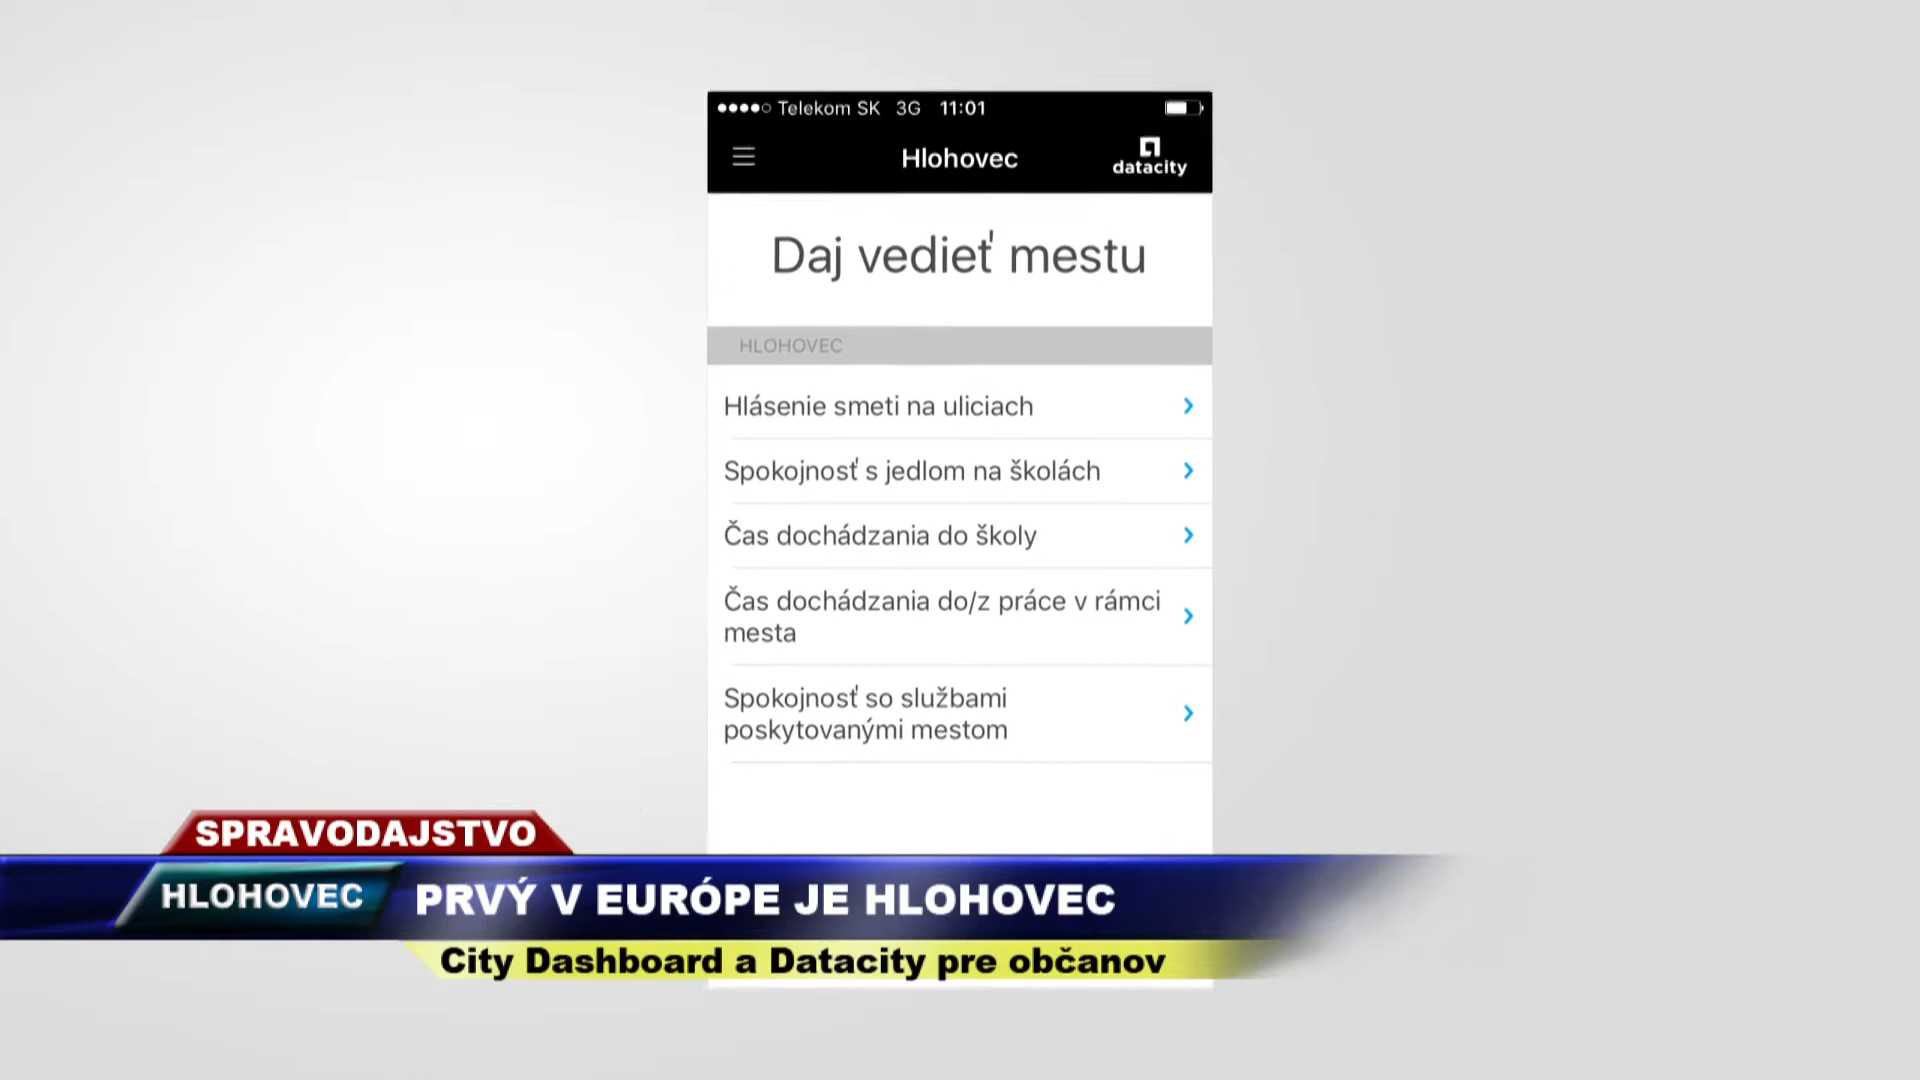 Telekom SK 3G 11:01
Hlohovec
datacity
Daj vedieť mestu
HLOHOVEC
Hlásenie smeti na uliciach
Spokojnosť s jedlom na školách
Čas dochádzania do školy
Čas dochádzania do/z práce v rámci
mesta
Spokojnosť so službami
poskytovanými mestom
SPRAVODAJSTVO
HLOHOVEC PRVÝ V EURÓPE JE HLOHOVEC
City Dashboard a Datacity pre občanov